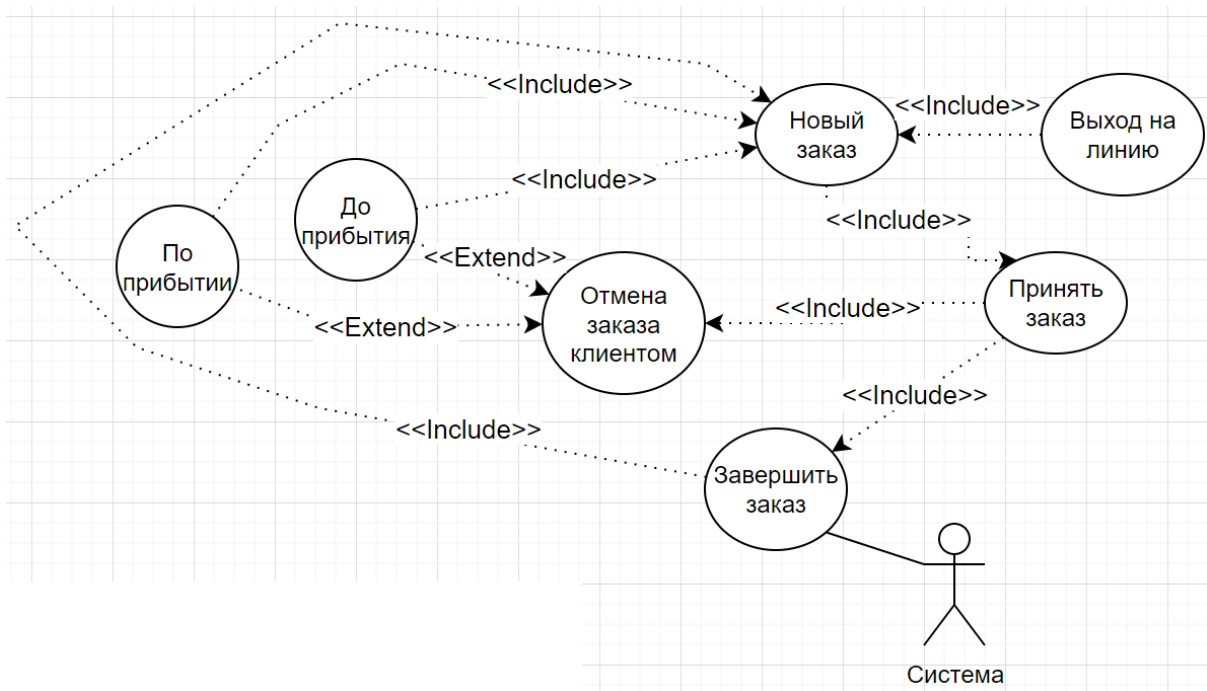 <<Include>>
Новый
заказ
<<Include>>
Выход на
линию
<<Include>>
До
прибытия
<<Include>>
По
прибытии
<<Extend>>
Отмена
заказа
клиентом
<<Include>>
Принять
заказ
<<Extend>>
<<Include>>
<<Include>>
Завершить
заказ
Система